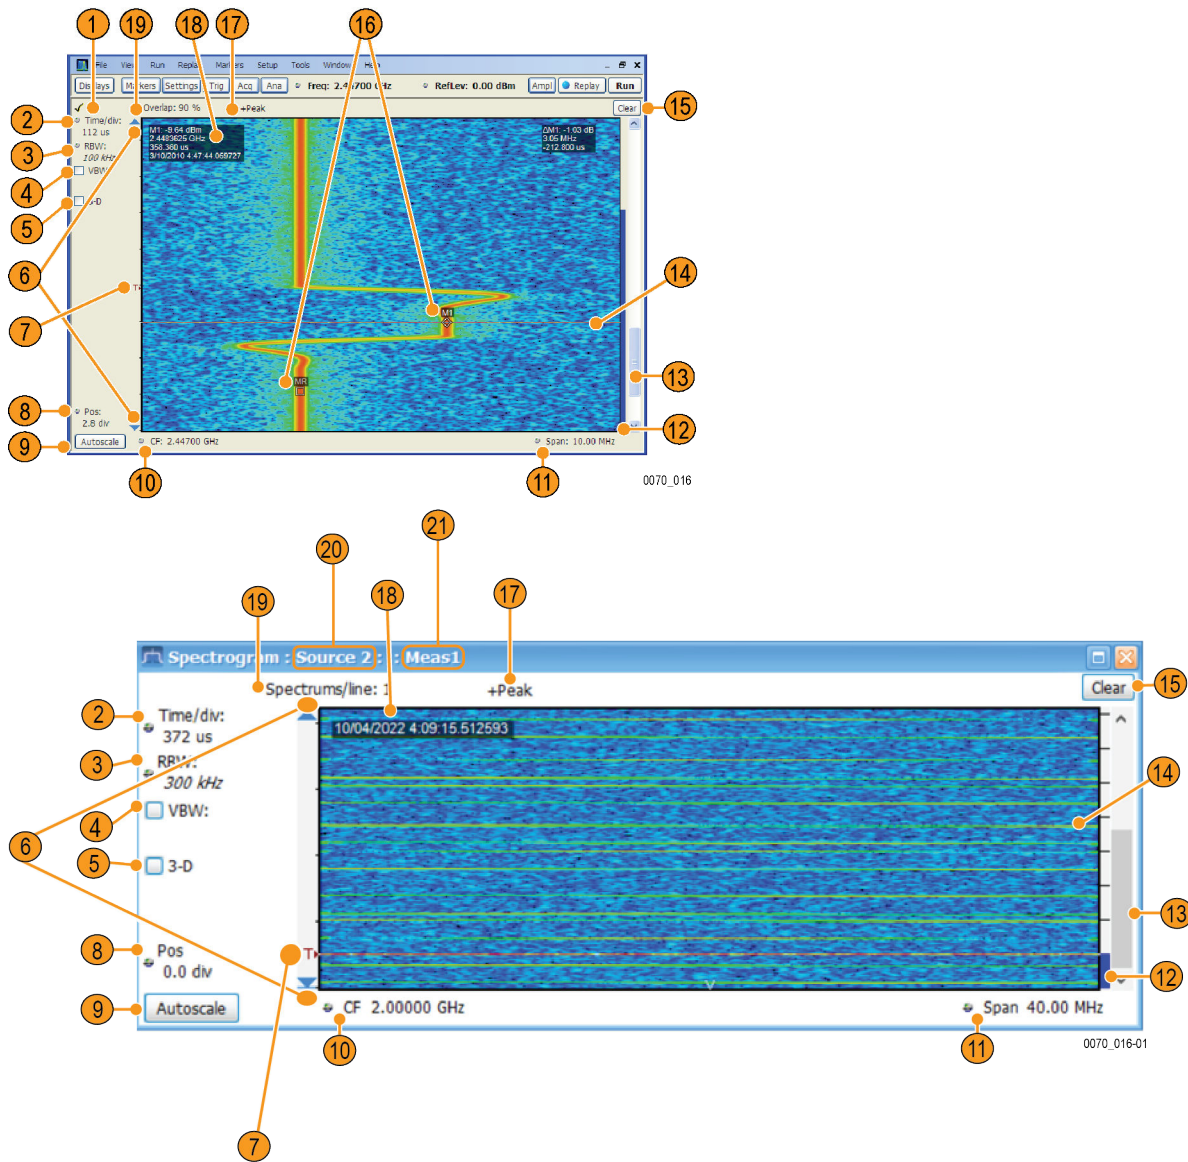 1 19 18 17 16
File View Run Replay Markers Setup Tools Window Help
Displays Markers Settings Trig Acq Ana Freq: 2.44700 GHz RefLev: 0.00 dBm Ampl Replay Run
Overlap: 90 % +Peak Clear 15
2 Time/div:
112 us
3 RBW:
100 kHz
4 VBW:
5 3-D
M1: -9.64 dBm
2.4483625 GHz
358.360 us
3/10/2010 4:47:44.069727
ΔM1: -1.03 dB
3.05 MHz
-212.800 us
6
14
7 T
M1
MR
13
8 Pos:
2.8 div
12
9 Autoscale CF: 2.44700 GHz Span: 10.00 MHz
10 11
0070_016
20 21
19 18 17
Spectrogram : Source 2 : : Meas1
Spectrums/line: 1 +Peak Clear 15
2 Time/div:
372 us
10/04/2022 4:09:15.512593
3 RBW:
300 kHz
14
4 VBW:
6
5 3-D
13
8 Pos
0.0 div
T
12
9 Autoscale CF 2.00000 GHz Span 40.00 MHz
10 11
0070_016-01
7